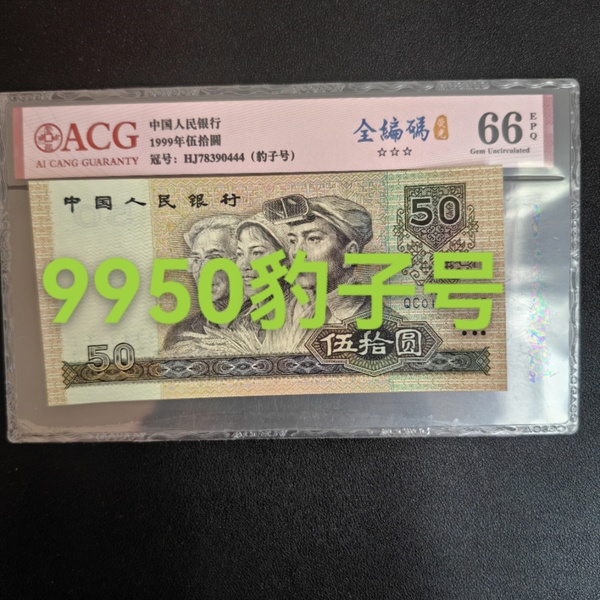 ACG
AI CANG GUARANTY
中国人民银行
1999年伍拾圆
冠号：HJ78390444（豹子号）
全编碼
☆☆☆
66
EPQ
Gem Uncirculated
中国人民银行
50
9950豹子号
50
伍拾圆